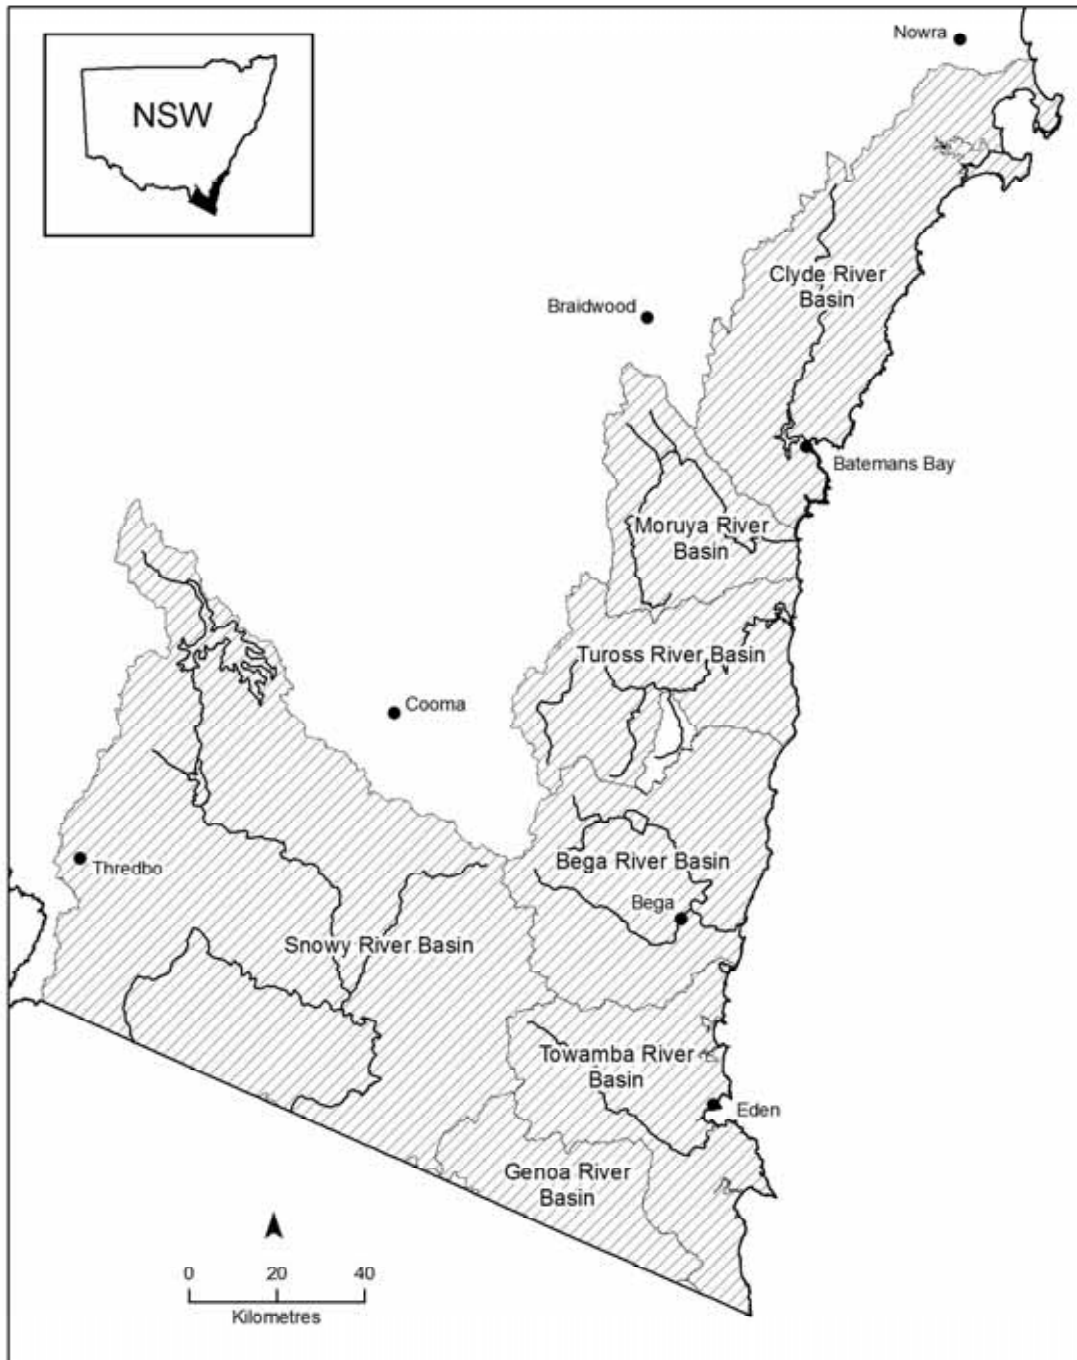 Nowra
NSW
Clyde River
Basin
Braidwood
Batemans Bay
Moruya River
Basin
Tuross River Basin
Cooma
Bega River Basin
Thredbo
Bega
Snowy River Basin
Towamba River
Basin
Eden
Genoa River
Basin
0 20 40
Kilometres